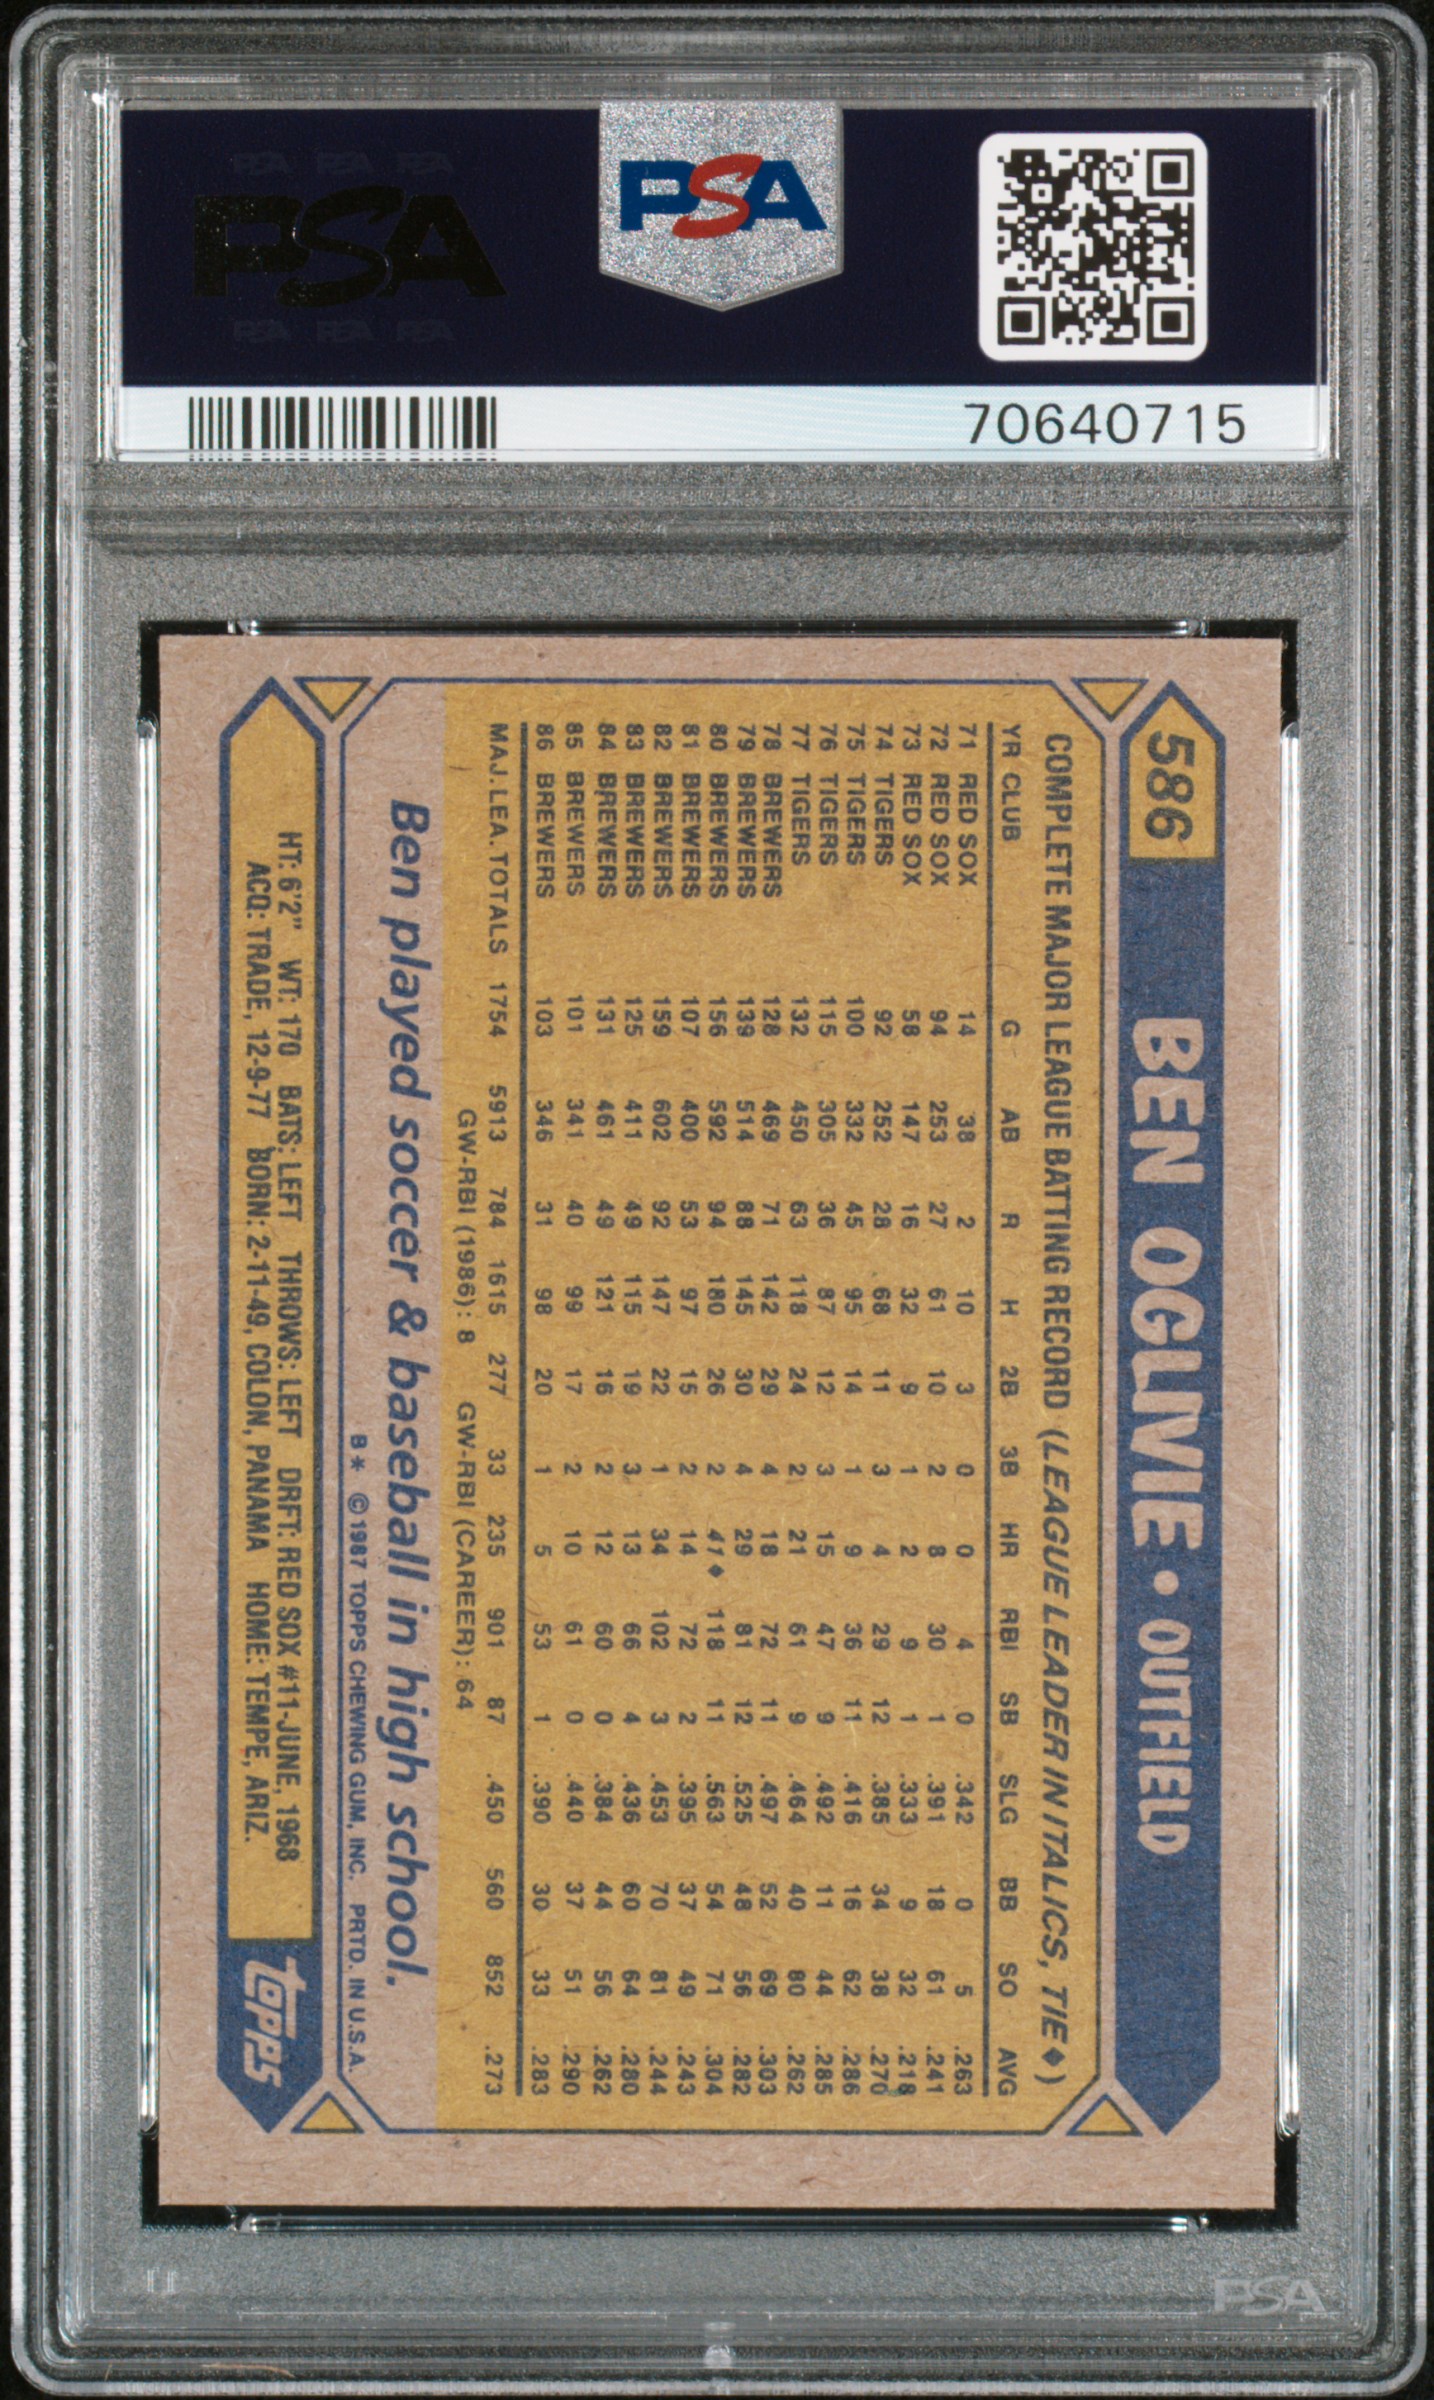 PSA PSA PSA
PSA
PSA PSA PSA
PSA
70640715
586 BEN OGLIVIE • OUTFIELD
COMPLETE MAJOR LEAGUE BATTING RECORD (LEAGUE LEADER IN ITALICS, TIE♦)
YR CLUB G AB R H 2B 3B HR RBI SB SLG BB SO AVG
71 RED SOX 14 38 2 10 3 0 0 4 0 .342 0 5 .263
72 RED SOX 94 253 27 61 10 2 8 30 1 .391 18 61 .241
73 RED SOX 58 147 16 32 9 1 2 9 1 .333 9 32 .218
74 TIGERS 92 252 28 68 11 3 4 29 12 .385 34 38 .270
75 TIGERS 100 332 45 95 14 1 9 36 11 .416 16 62 .286
76 TIGERS 115 305 36 87 12 3 15 47 9 .492 11 44 .285
77 TIGERS 132 450 63 118 24 2 21 61 9 .464 40 80 .262
78 BREWERS 128 469 71 142 29 4 18 72 11 .497 52 69 .303
79 BREWERS 139 514 88 145 30 4 29 81 12 .525 48 56 .282
80 BREWERS 156 592 94 180 26 2 41♦ 118 11 .563 54 71 .304
81 BREWERS 107 400 53 97 15 2 14 72 2 .395 37 49 .243
82 BREWERS 159 602 92 147 22 1 34 102 3 .453 70 81 .244
83 BREWERS 125 411 49 115 19 3 13 66 4 .436 60 64 .280
84 BREWERS 131 461 49 121 16 2 12 60 0 .384 44 56 .262
85 BREWERS 101 341 40 99 17 2 10 61 0 .440 37 51 .290
86 BREWERS 103 346 31 98 20 1 5 53 1 .390 30 33 .283
MAJ.LEA.TOTALS 1754 5913 784 1615 277 33 235 901 87 .450 560 852 .273
GW-RBI (1986): 8 GW-RBI (CAREER): 64
Ben played soccer & baseball in high school.
B* ©1987 TOPPS CHEWING GUM, INC. PRTD. IN U.S.A.
HT: 6'2" WT: 170 BATS: LEFT THROWS: LEFT DRFT: RED SOX #11-JUNE, 1968
ACQ: TRADE, 12-9-77 BORN: 2-11-49, COLON, PANAMA HOME: TEMPE, ARIZ.
topps
PSA